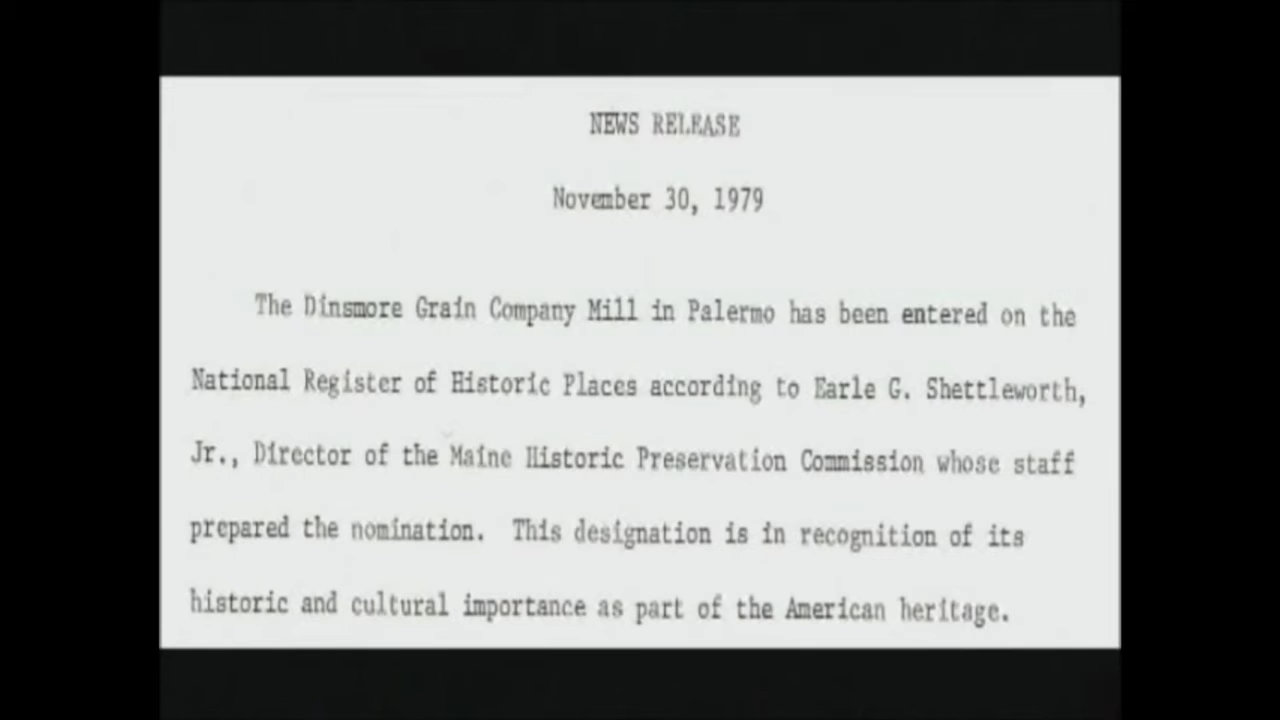 NEWS RELEASE
November 30, 1979
The Dinsmore Grain Company Mill in Palermo has been entered on the
National Register of Historic Places according to Earle G. Shettleworth,
Jr., Director of the Maine Historic Preservation Commission whose staff
prepared the nomination. This designation is in recognition of its
historic and cultural importance as part of the American heritage.